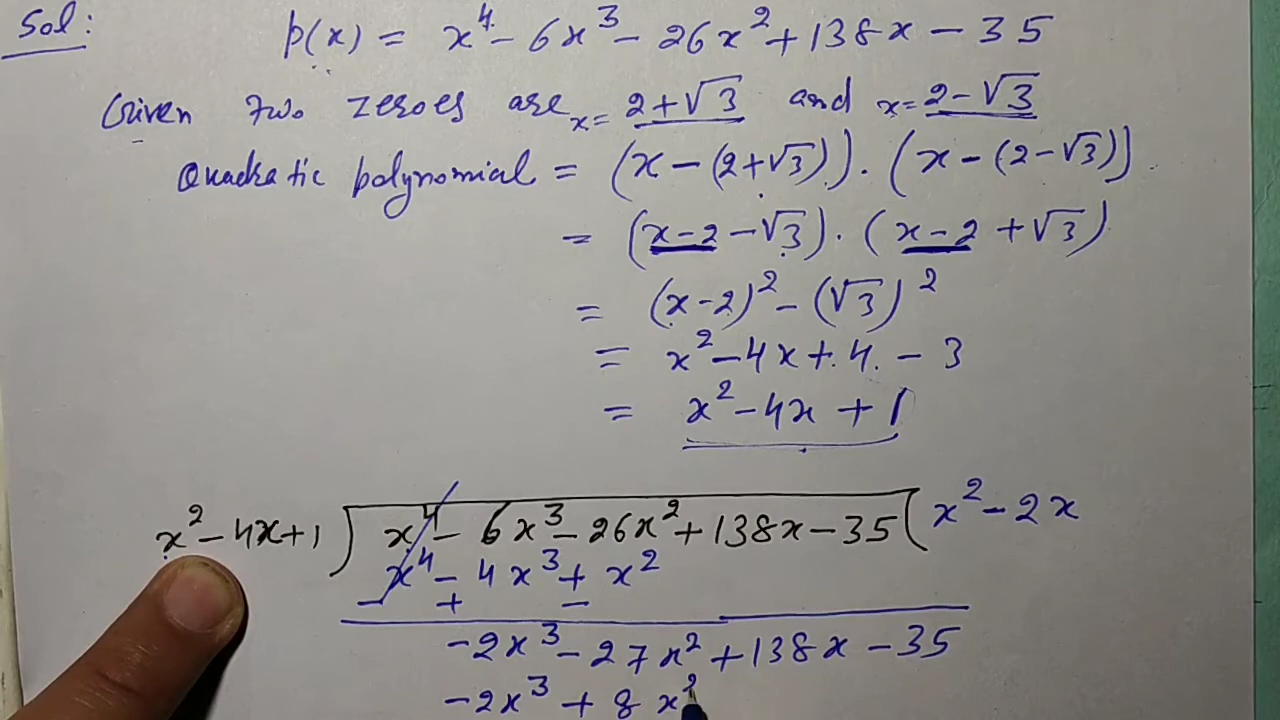 Sol:
p(x) = x⁴ - 6x³ - 26x² + 138x - 35
Given two zeroes are x= 2+√3 and x= 2-√3
Quadratic polynomial = (x - (2+√3)) . (x - (2-√3))
= (x-2 - √3) . (x-2 + √3)
= (x-2)² - (√3)²
= x² - 4x + 4 - 3
= x² - 4x + 1
x² - 4x + 1 ) x⁴ - 6x³ - 26x² + 138x - 35 ( x² - 2x
x⁴ - 4x³ + x²
- + -
-2x³ - 27x² + 138x - 35
-2x³ + 8x²